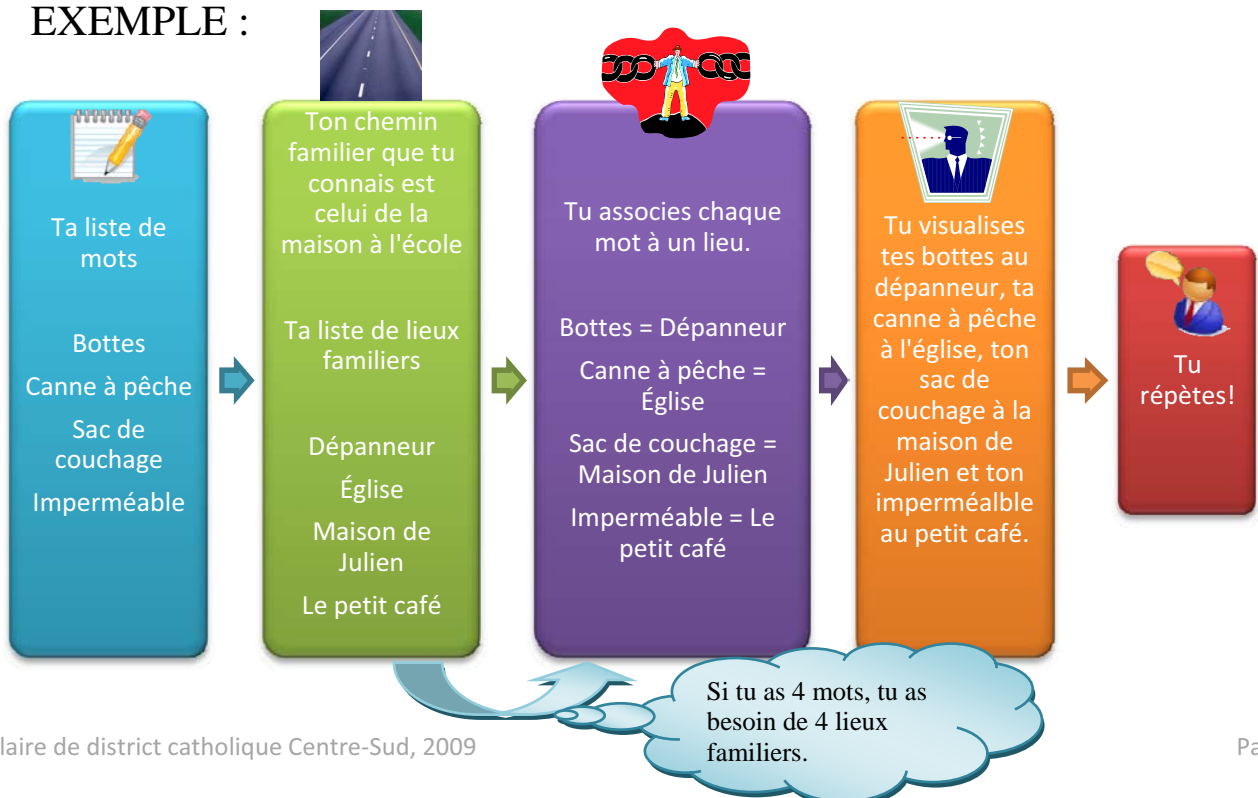 EXEMPLE :
Ta liste de
mots
Bottes
Canne à pêche
Sac de
couchage
Imperméable
Ton chemin
familier que tu
connais est
celui de la
maison à l'école
Ta liste de lieux
familiers
Dépanneur
Église
Maison de
Julien
Le petit café
Tu associes chaque
mot à un lieu.
Bottes = Dépanneur
Canne à pêche =
Église
Sac de couchage =
Maison de Julien
Imperméable = Le
petit café
Tu visualises
tes bottes au
dépanneur, ta
canne à pêche
à l'église, ton
sac de
couchage à la
maison de
Julien et ton
imperméalble
au petit café.
Tu
répètes!
Si tu as 4 mots, tu as
besoin de 4 lieux
familiers.
laire de district catholique Centre-Sud, 2009
Pa